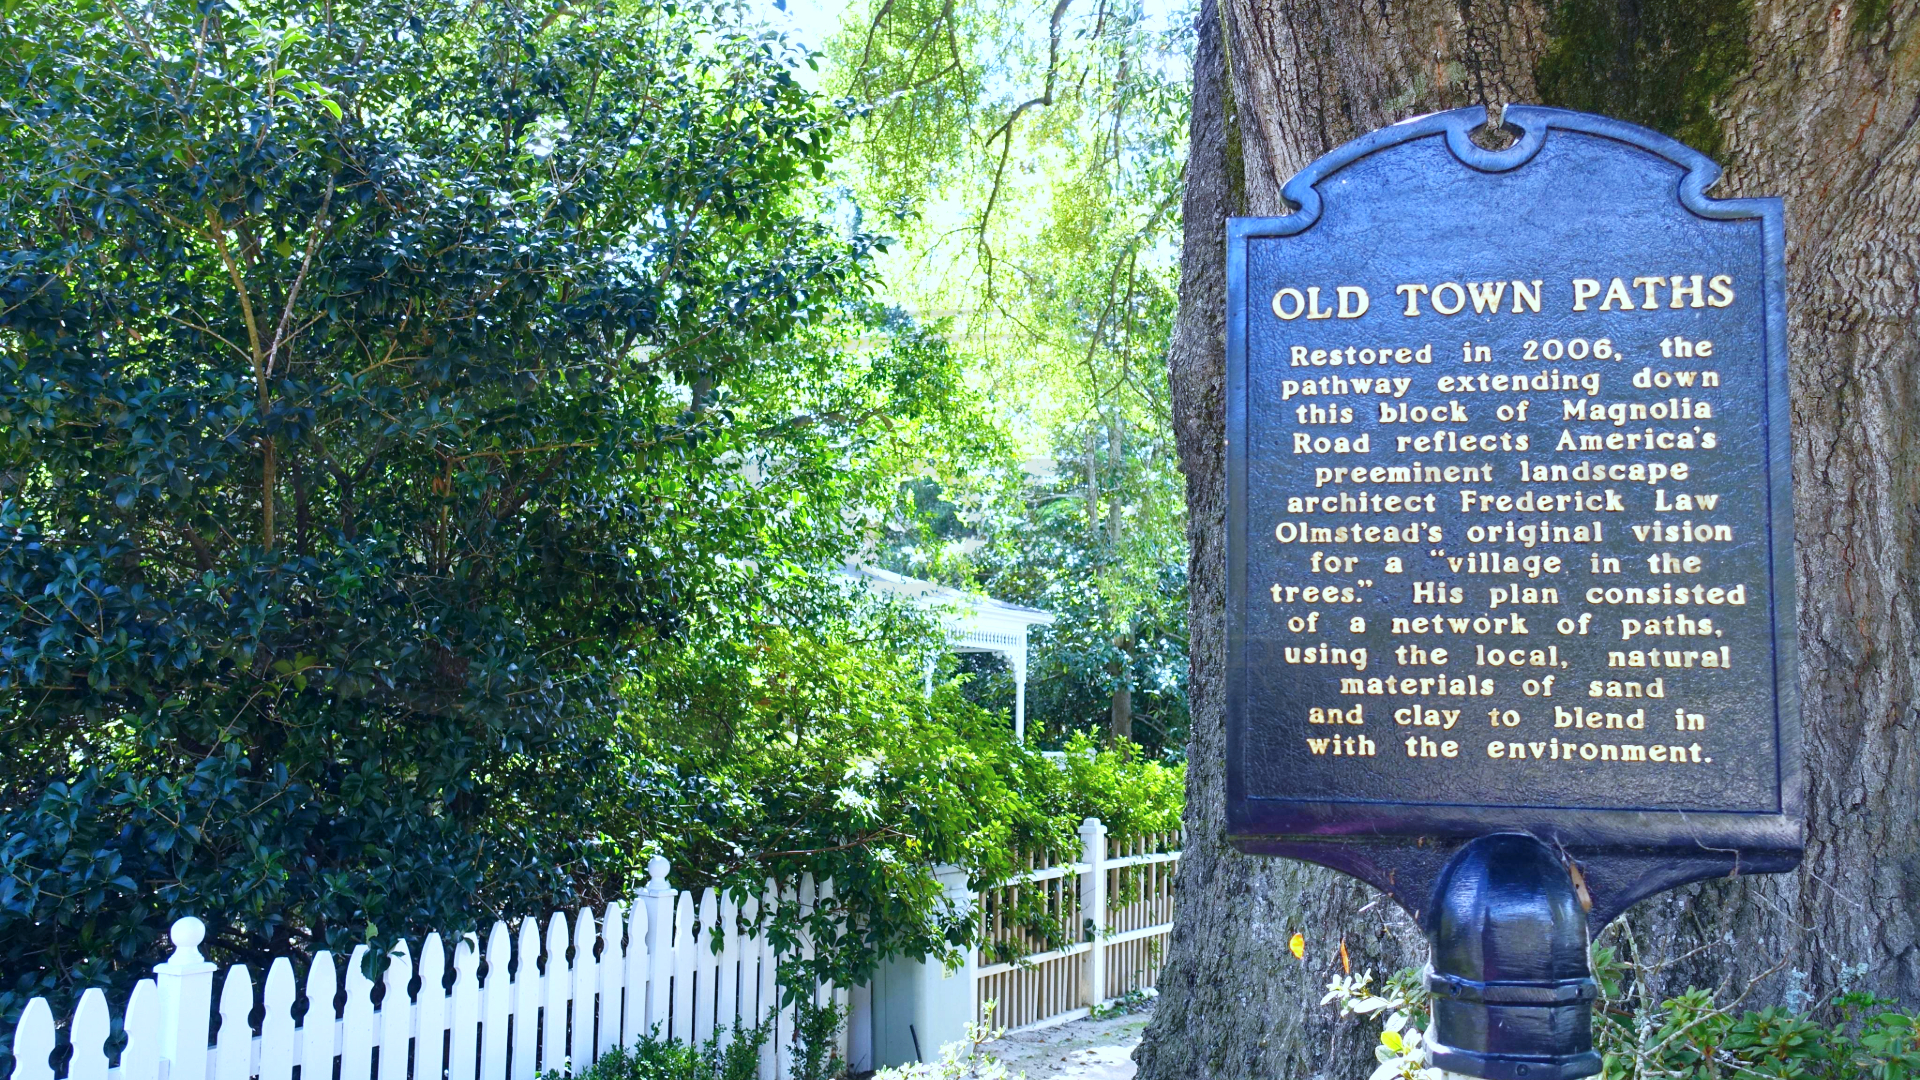 OLD TOWN PATHS
Restored in 2006, the
pathway extending down
this block of Magnolia
Road reflects America's
preeminent landscape
architect Frederick Law
Olmstead's original vision
for a "village in the
trees." His plan consisted
of a network of paths,
using the local, natural
materials of sand
and clay to blend in
with the environment.